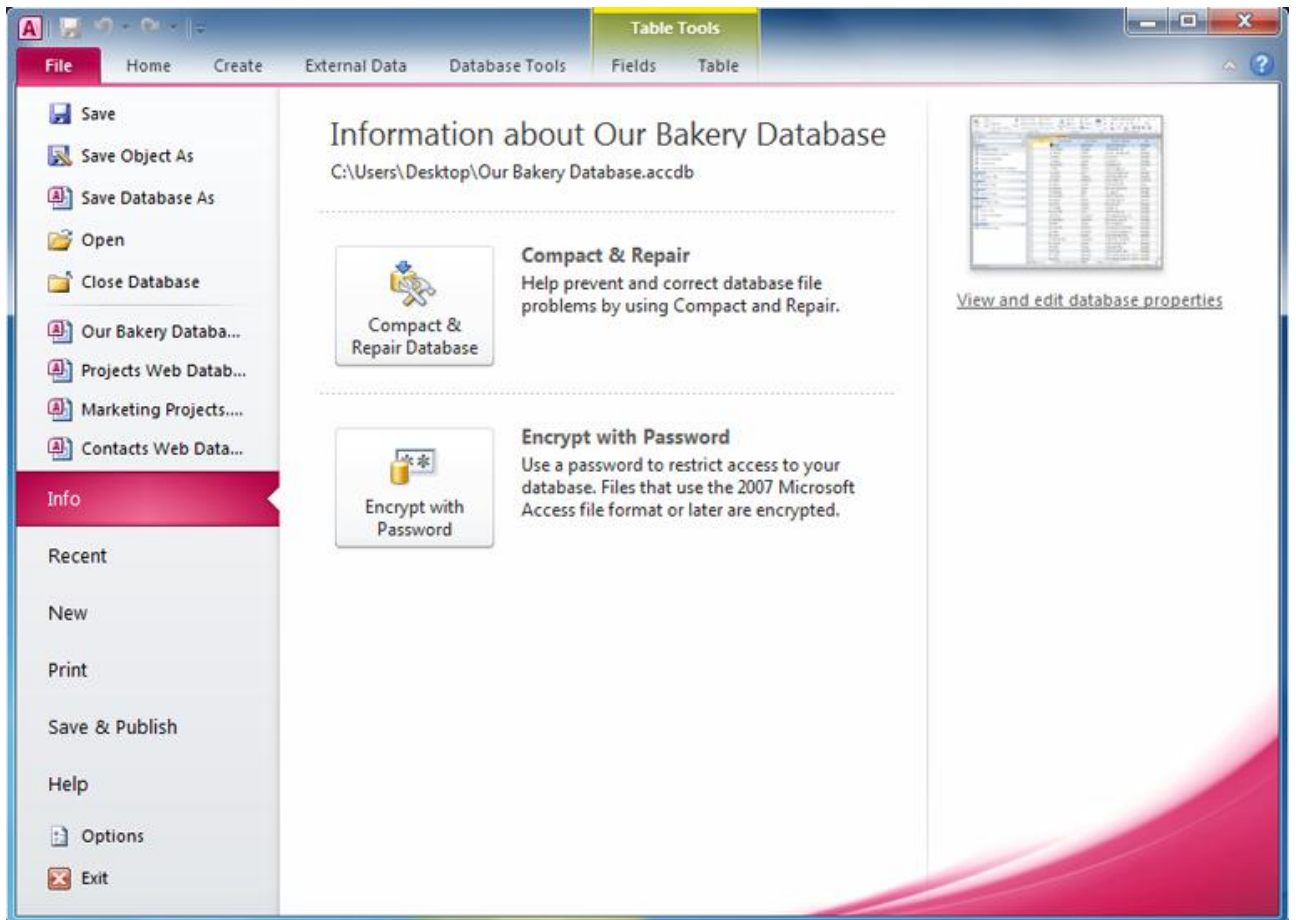 Table Tools
File Home Create External Data Database Tools Fields Table
Save
Save Object As
Save Database As
Open
Close Database
Our Bakery Databa...
Projects Web Datab...
Marketing Projects....
Contacts Web Data...
Info
Recent
New
Print
Save & Publish
Help
Options
Exit
Information about Our Bakery Database
C:\Users\Desktop\Our Bakery Database.accdb
Compact &
Repair Database
Compact & Repair
Help prevent and correct database file
problems by using Compact and Repair.
Encrypt with
Password
Encrypt with Password
Use a password to restrict access to your
database. Files that use the 2007 Microsoft
Access file format or later are encrypted.
View and edit database properties